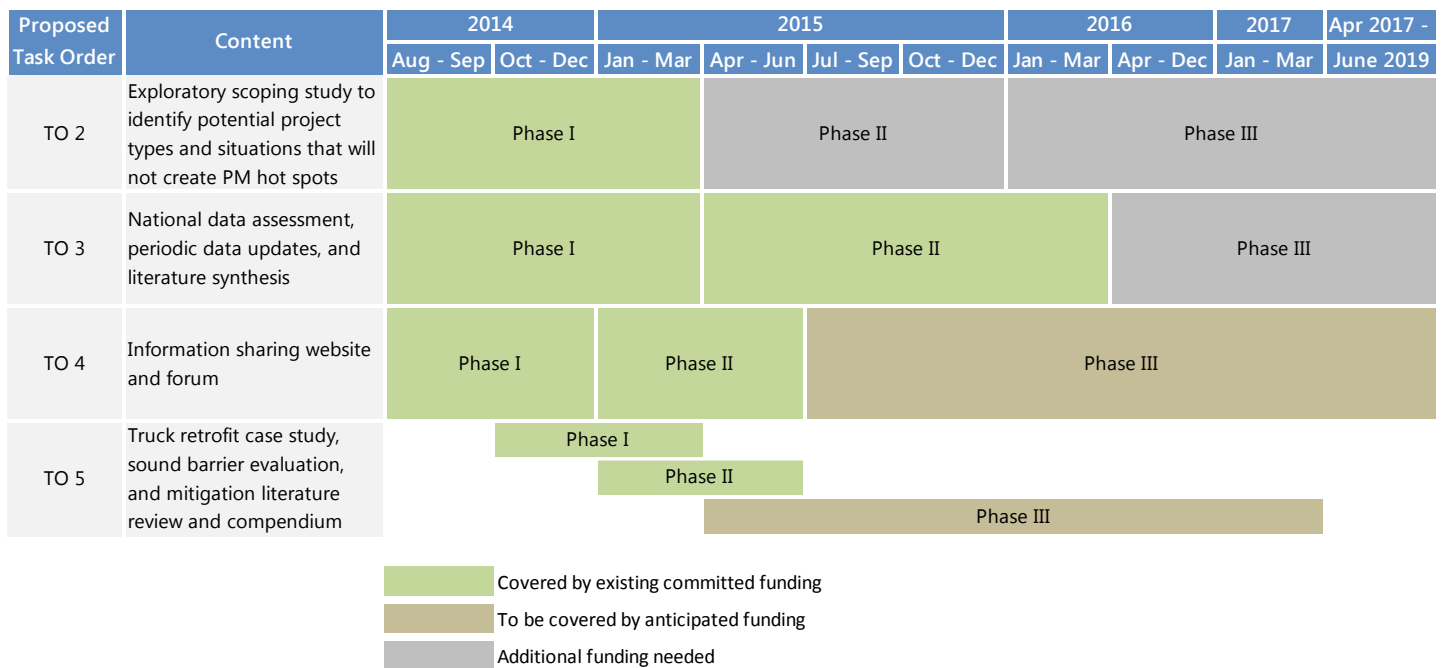 Proposed
Task Order
Content
2014
2015
2016
2017
Apr 2017 -
June 2019
Aug - Sep
Oct - Dec
Jan - Mar
Apr - Jun
Jul - Sep
Oct - Dec
Jan - Mar
Apr - Dec
Jan - Mar
TO 2
Exploratory scoping study to
identify potential project
types and situations that will
not create PM hot spots
Phase I
Phase II
Phase III
TO 3
National data assessment,
periodic data updates, and
literature synthesis
Phase I
Phase II
Phase III
TO 4
Information sharing website
and forum
Phase I
Phase II
Phase III
TO 5
Truck retrofit case study,
sound barrier evaluation,
and mitigation literature
review and compendium
Phase I
Phase II
Phase III
Covered by existing committed funding
To be covered by anticipated funding
Additional funding needed